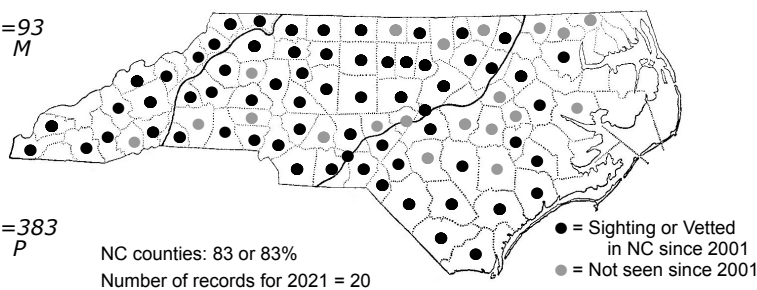 =93
M
=383
P
NC counties: 83 or 83%
Number of records for 2021 = 20
= Sighting or Vetted
in NC since 2001
= Not seen since 2001